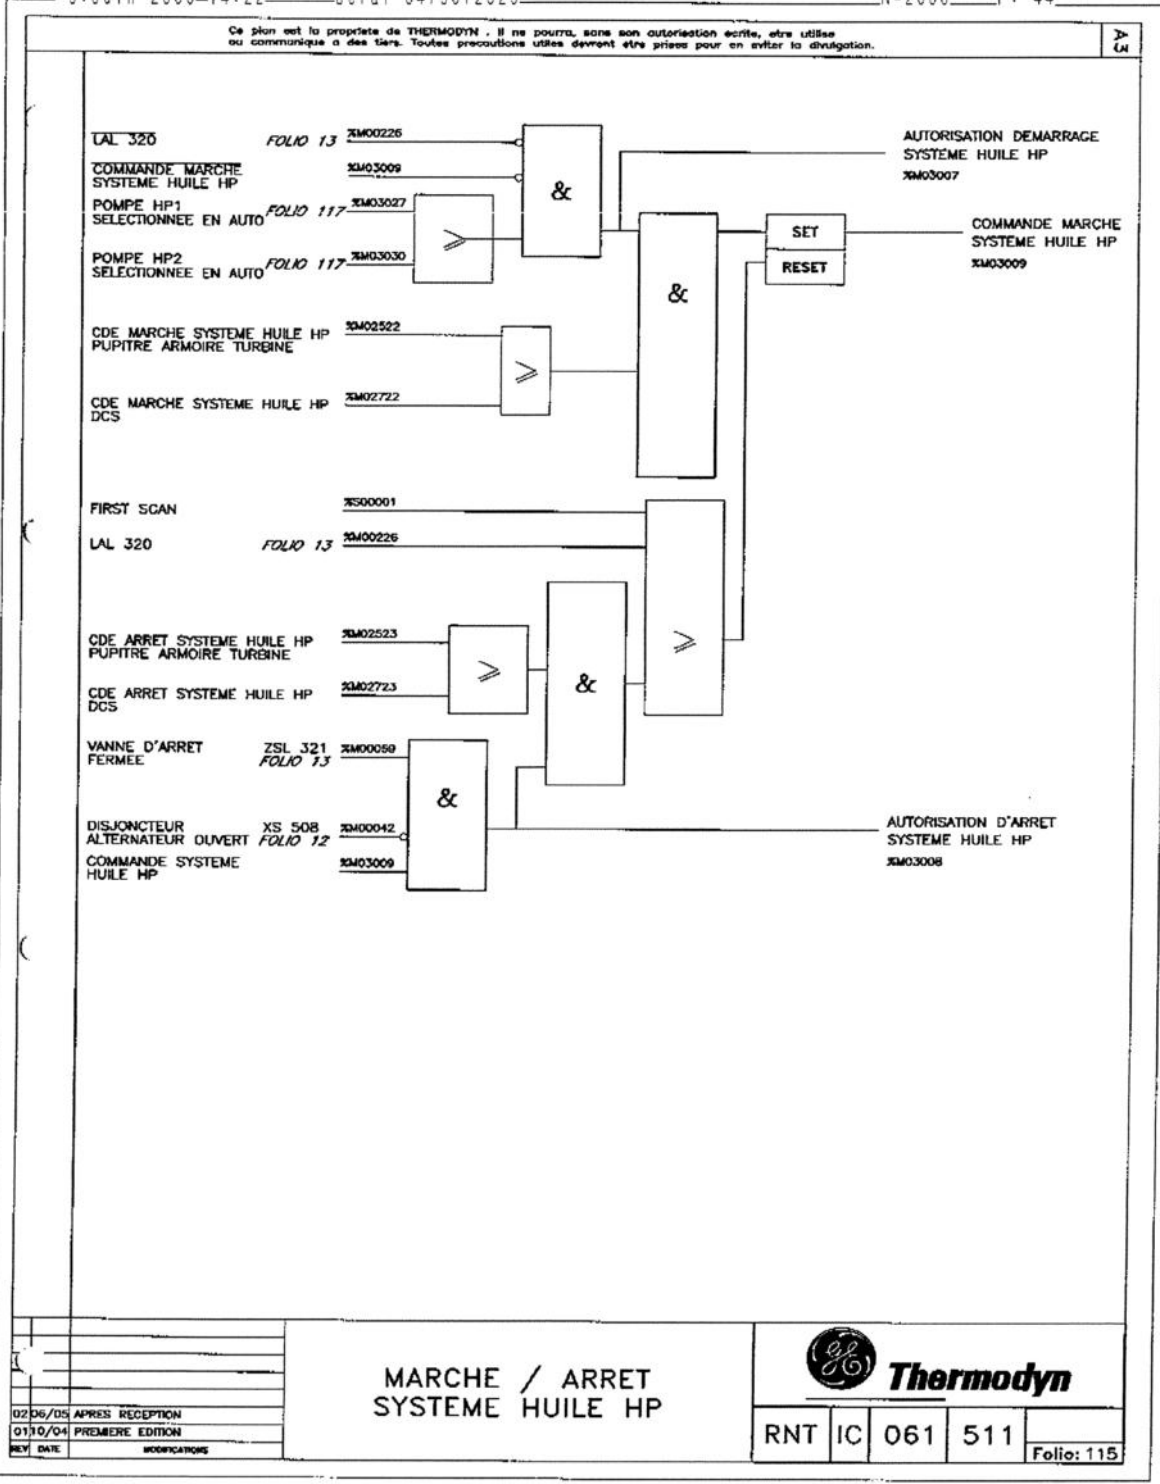 Ce plan est la propriete de THERMODYN . Il ne pourra, sans son autorisation ecrite, etre utilise
ou communique a des tiers. Toutes precautions utiles devront etre prises pour en eviter la divulgation.
A3
LAL 320 FOLIO 13 %M00226
COMMANDE MARCHE
SYSTEME HUILE HP %M03009
POMPE HP1
SELECTIONNEE EN AUTO FOLIO 117 %M03027
POMPE HP2
SELECTIONNEE EN AUTO FOLIO 117 %M03030
&
⩾
AUTORISATION DEMARRAGE
SYSTEME HUILE HP
%M03007
CDE MARCHE SYSTEME HUILE HP %M02522
PUPITRE ARMOIRE TURBINE
CDE MARCHE SYSTEME HUILE HP %M02722
DCS
⩾
&
SET
RESET
COMMANDE MARCHE
SYSTEME HUILE HP
%M03009
FIRST SCAN %S00001
LAL 320 FOLIO 13 %M00226
⩾
CDE ARRET SYSTEME HUILE HP %M02523
PUPITRE ARMOIRE TURBINE
CDE ARRET SYSTEME HUILE HP %M02723
DCS
⩾
&
VANNE D'ARRET ZSL 321 %M00059
FERMEE FOLIO 13
DISJONCTEUR XS 508 %M00042
ALTERNATEUR OUVERT FOLIO 12
COMMANDE SYSTEME %M03009
HUILE HP
&
AUTORISATION D'ARRET
SYSTEME HUILE HP
%M03008
02 06/05 APRES RECEPTION
01 10/04 PREMIERE EDITION
REV DATE MODIFICATIONS
MARCHE / ARRET
SYSTEME HUILE HP
GE Thermodyn
RNT IC 061 511
Folio: 115